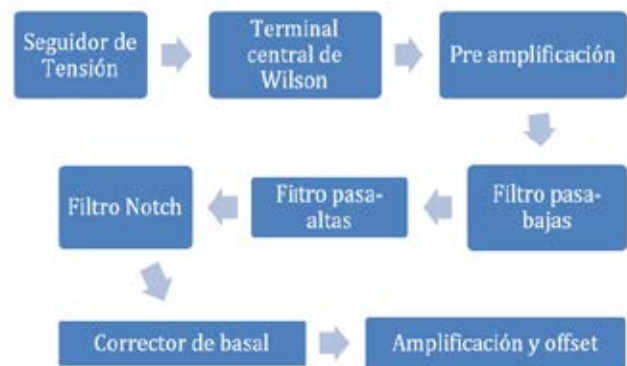 Seguidor de
Tensión
Terminal
central de
Wilson
Pre amplificación
Filtro pasa-
bajas
Filtro pasa-
altas
Filtro Notch
Corrector de basal
Amplificación y offset